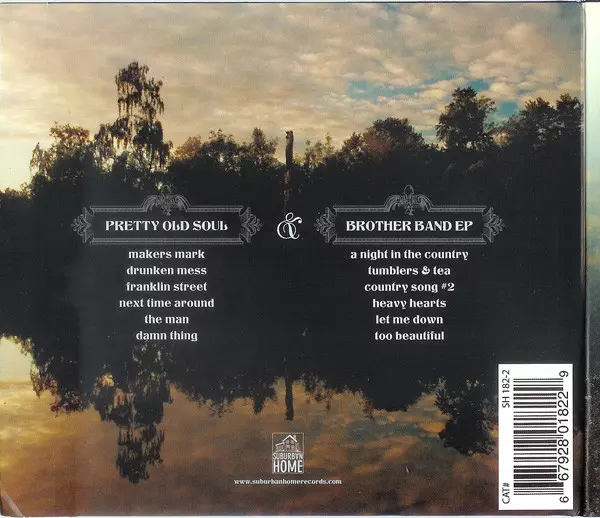 PRETTY OLD SOUL
makers mark
drunken mess
franklin street
next time around
the man
damn thing
&
BROTHER BAND EP
a night in the country
tumblers & tea
country song #2
heavy hearts
let me down
too beautiful
SUBURBAN
HOME
www.suburbanhomerecords.com
CAT# SH 182-2
6 67928 01822 9